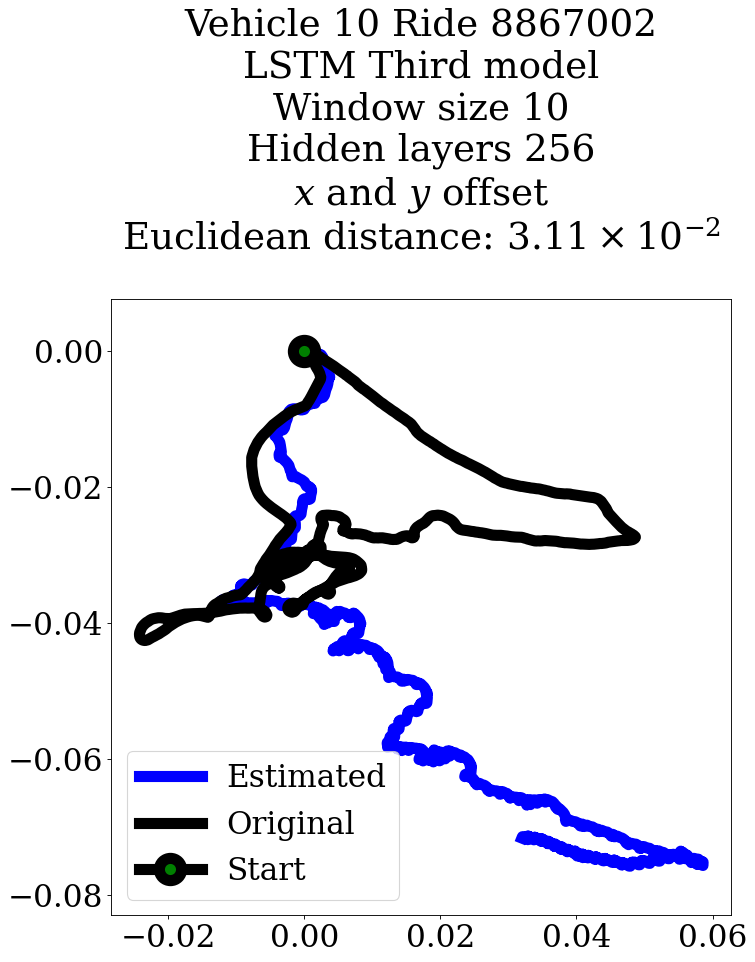 Vehicle 10 Ride 8867002
LSTM Third model
Window size 10
Hidden layers 256
x and y offset
Euclidean distance: 3.11 × 10⁻²
0.00
−0.02
−0.04
−0.06
−0.08
Estimated
Original
Start
−0.02 0.00 0.02 0.04 0.06